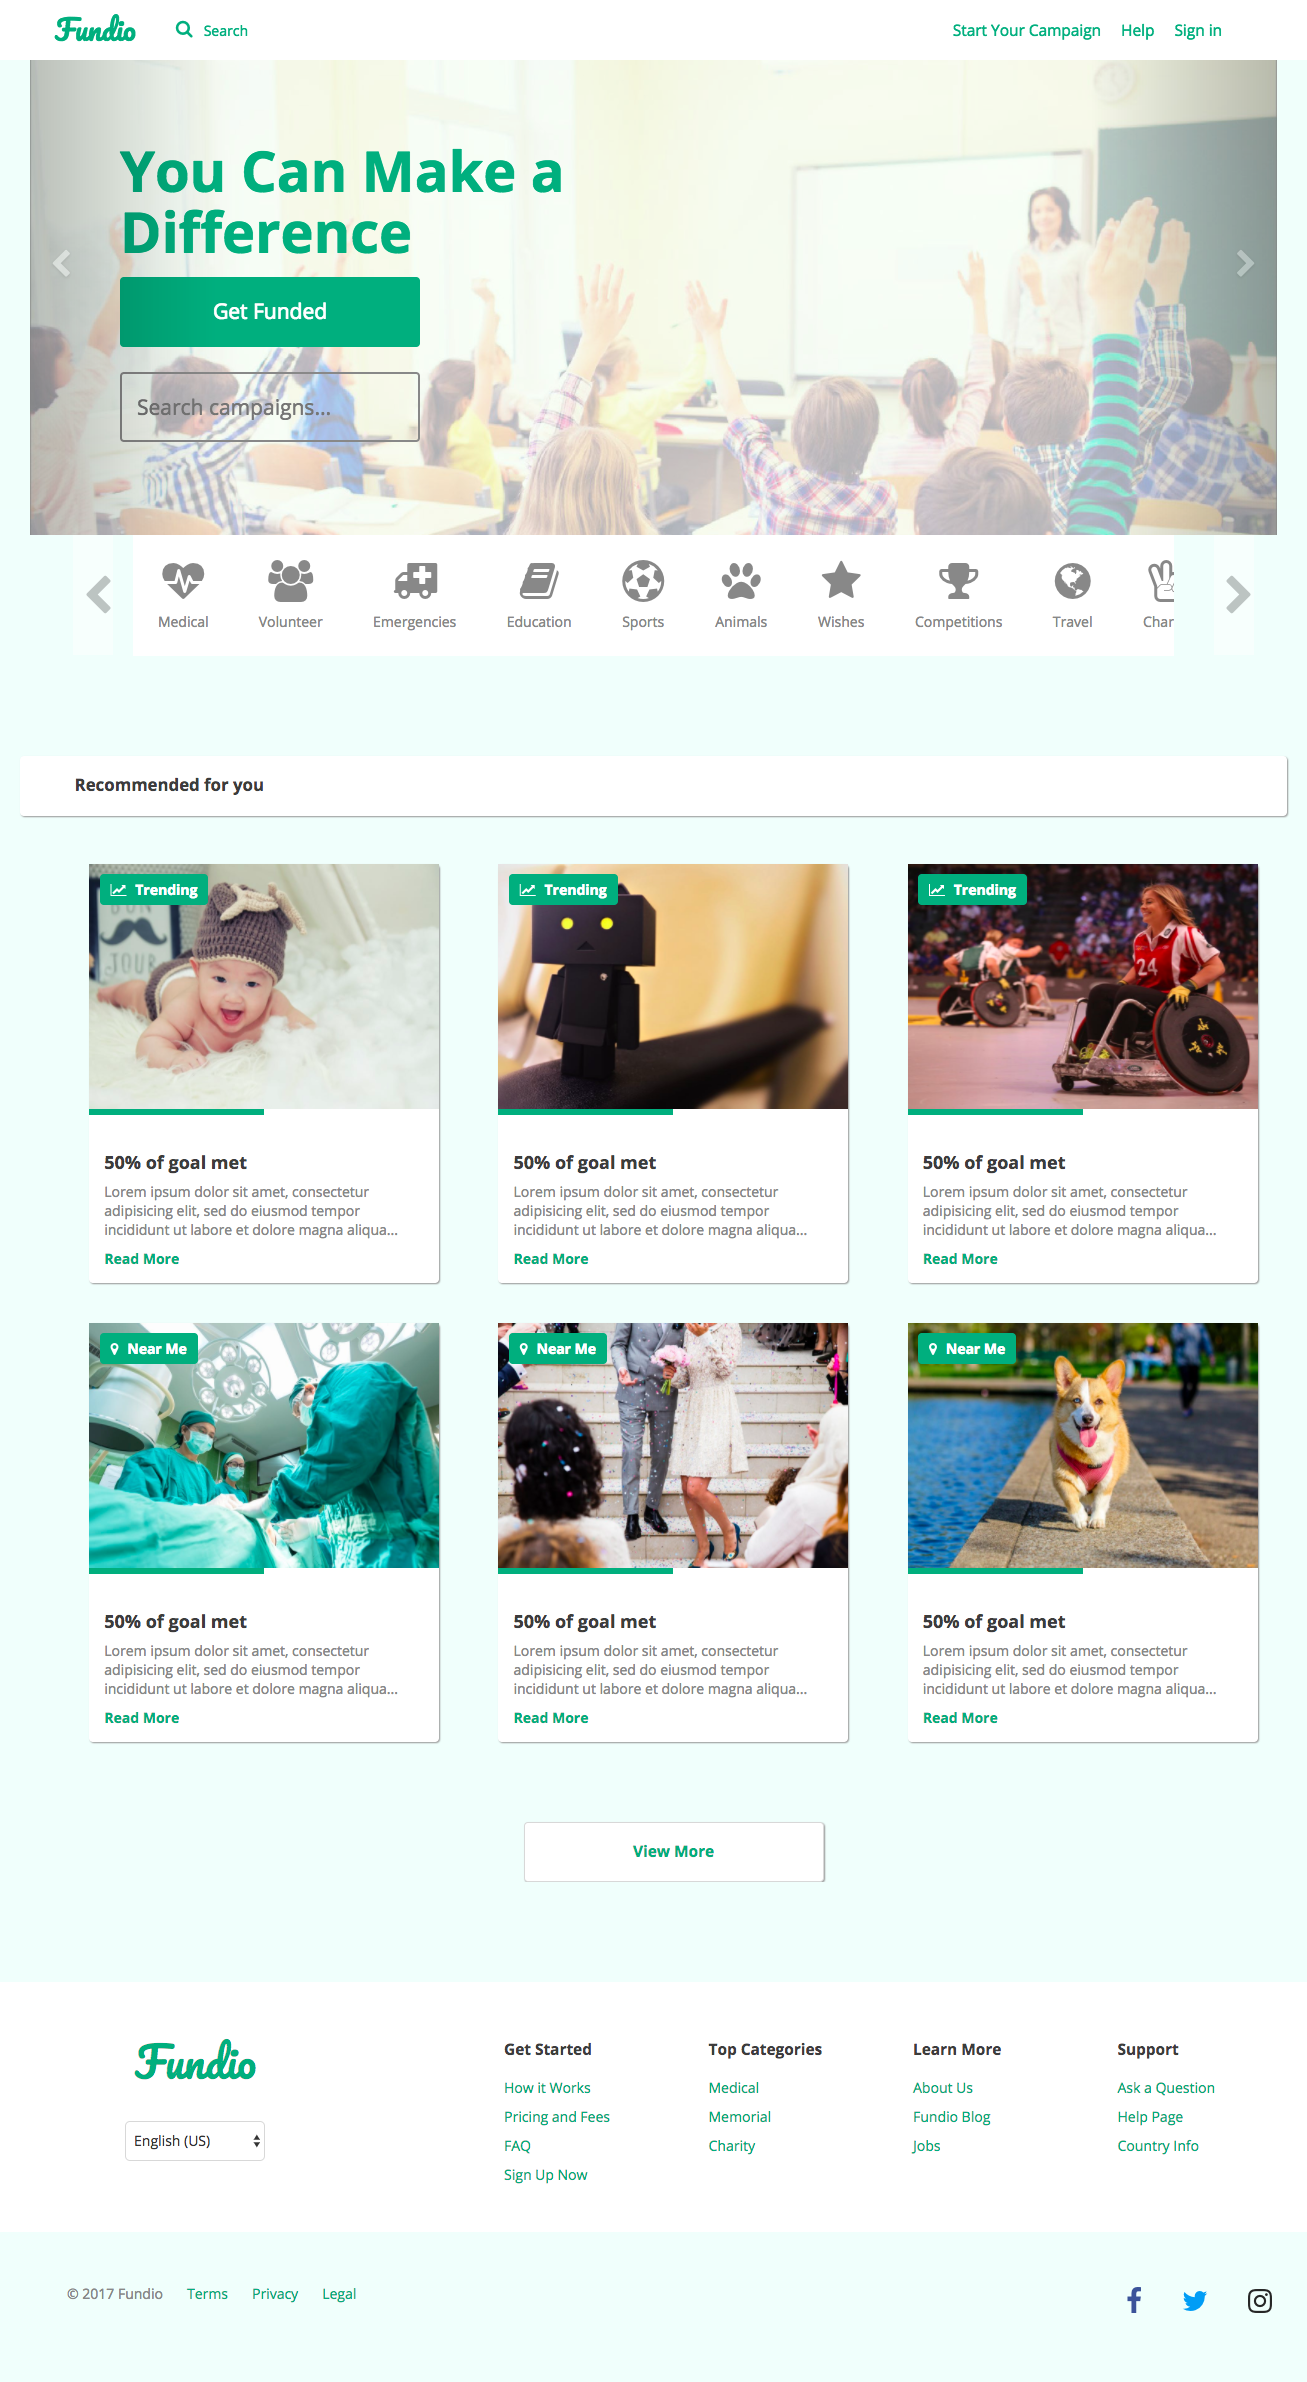 Fundio
Search
Start Your Campaign
Help
Sign in
You Can Make a
Difference
Get Funded
Search campaigns...
Medical
Volunteer
Emergencies
Education
Sports
Animals
Wishes
Competitions
Travel
Recommended for you
Trending
50% of goal met
Lorem ipsum dolor sit amet, consectetur
adipisicing elit, sed do eiusmod tempor
incididunt ut labore et dolore magna aliqua...
Read More
Trending
50% of goal met
Lorem ipsum dolor sit amet, consectetur
adipisicing elit, sed do eiusmod tempor
incididunt ut labore et dolore magna aliqua...
Read More
Trending
24
50% of goal met
Lorem ipsum dolor sit amet, consectetur
adipisicing elit, sed do eiusmod tempor
incididunt ut labore et dolore magna aliqua...
Read More
Near Me
50% of goal met
Lorem ipsum dolor sit amet, consectetur
adipisicing elit, sed do eiusmod tempor
incididunt ut labore et dolore magna aliqua...
Read More
Near Me
50% of goal met
Lorem ipsum dolor sit amet, consectetur
adipisicing elit, sed do eiusmod tempor
incididunt ut labore et dolore magna aliqua...
Read More
Near Me
50% of goal met
Lorem ipsum dolor sit amet, consectetur
adipisicing elit, sed do eiusmod tempor
incididunt ut labore et dolore magna aliqua...
Read More
View More
Fundio
English (US)
Get Started
How it Works
Pricing and Fees
FAQ
Sign Up Now
Top Categories
Medical
Memorial
Charity
Learn More
About Us
Fundio Blog
Jobs
Support
Ask a Question
Help Page
Country Info
© 2017 Fundio
Terms
Privacy
Legal